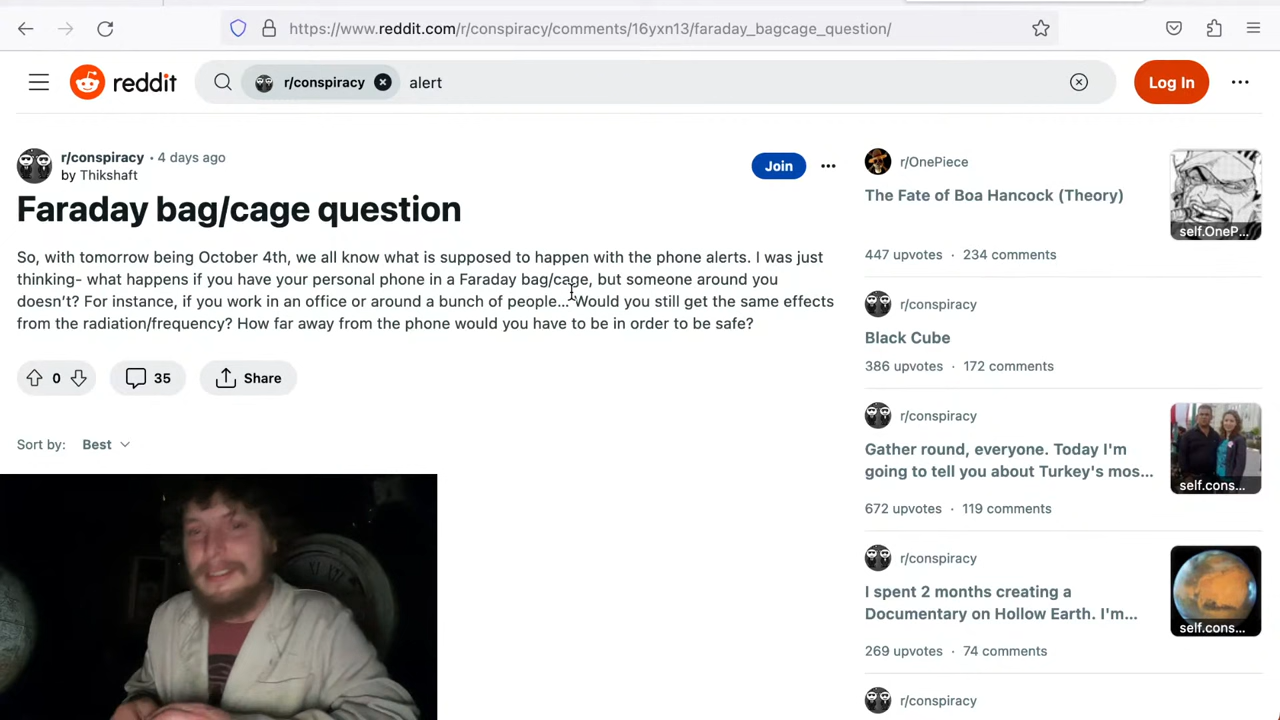 https://www.reddit.com/r/conspiracy/comments/16yxn13/faraday_bagcage_question/
reddit
r/conspiracy
alert
Log In
r/conspiracy • 4 days ago
by Thikshaft
Join
Faraday bag/cage question
So, with tomorrow being October 4th, we all know what is supposed to happen with the phone alerts. I was just
thinking- what happens if you have your personal phone in a Faraday bag/cage, but someone around you
doesn't? For instance, if you work in an office or around a bunch of people... Would you still get the same effects
from the radiation/frequency? How far away from the phone would you have to be in order to be safe?
0
35
Share
Sort by: Best
r/OnePiece
The Fate of Boa Hancock (Theory)
self.OneP...
447 upvotes · 234 comments
r/conspiracy
Black Cube
386 upvotes · 172 comments
r/conspiracy
Gather round, everyone. Today I'm
going to tell you about Turkey's mos...
self.cons...
672 upvotes · 119 comments
r/conspiracy
I spent 2 months creating a
Documentary on Hollow Earth. I'm...
self.cons...
269 upvotes · 74 comments
r/conspiracy